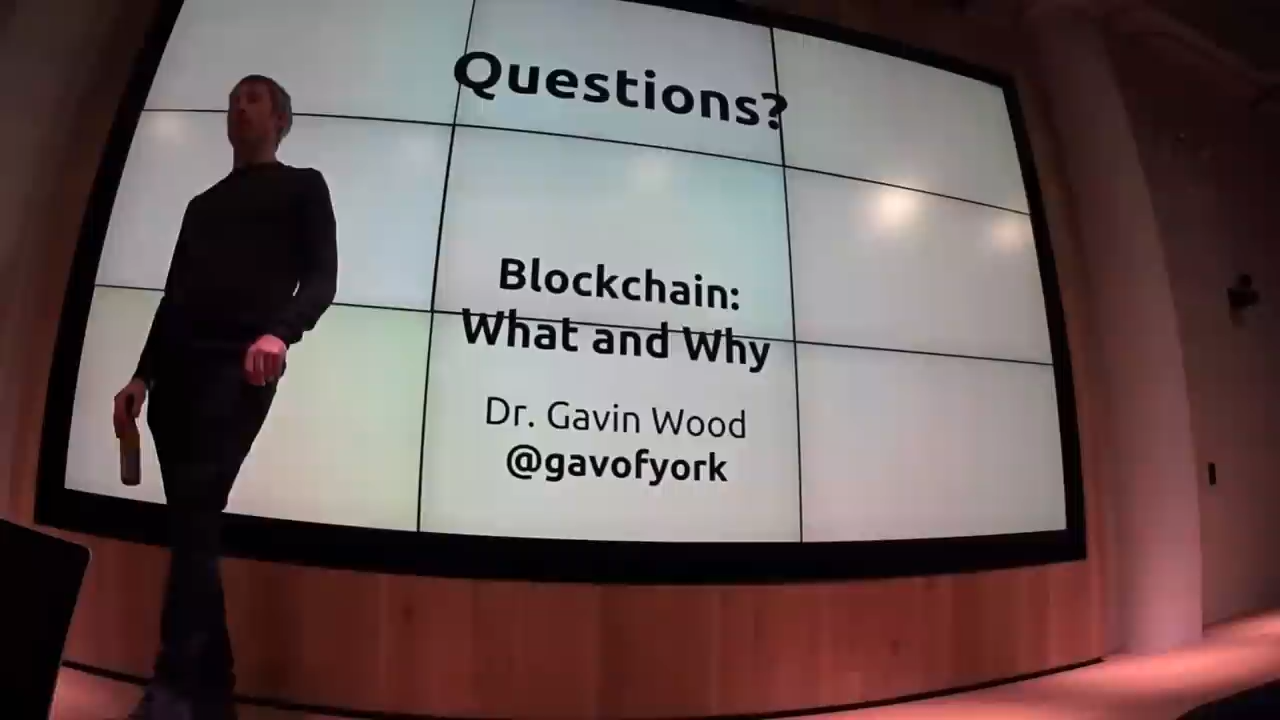 Questions?
Blockchain:
What and Why
Dr. Gavin Wood
@gavofyork